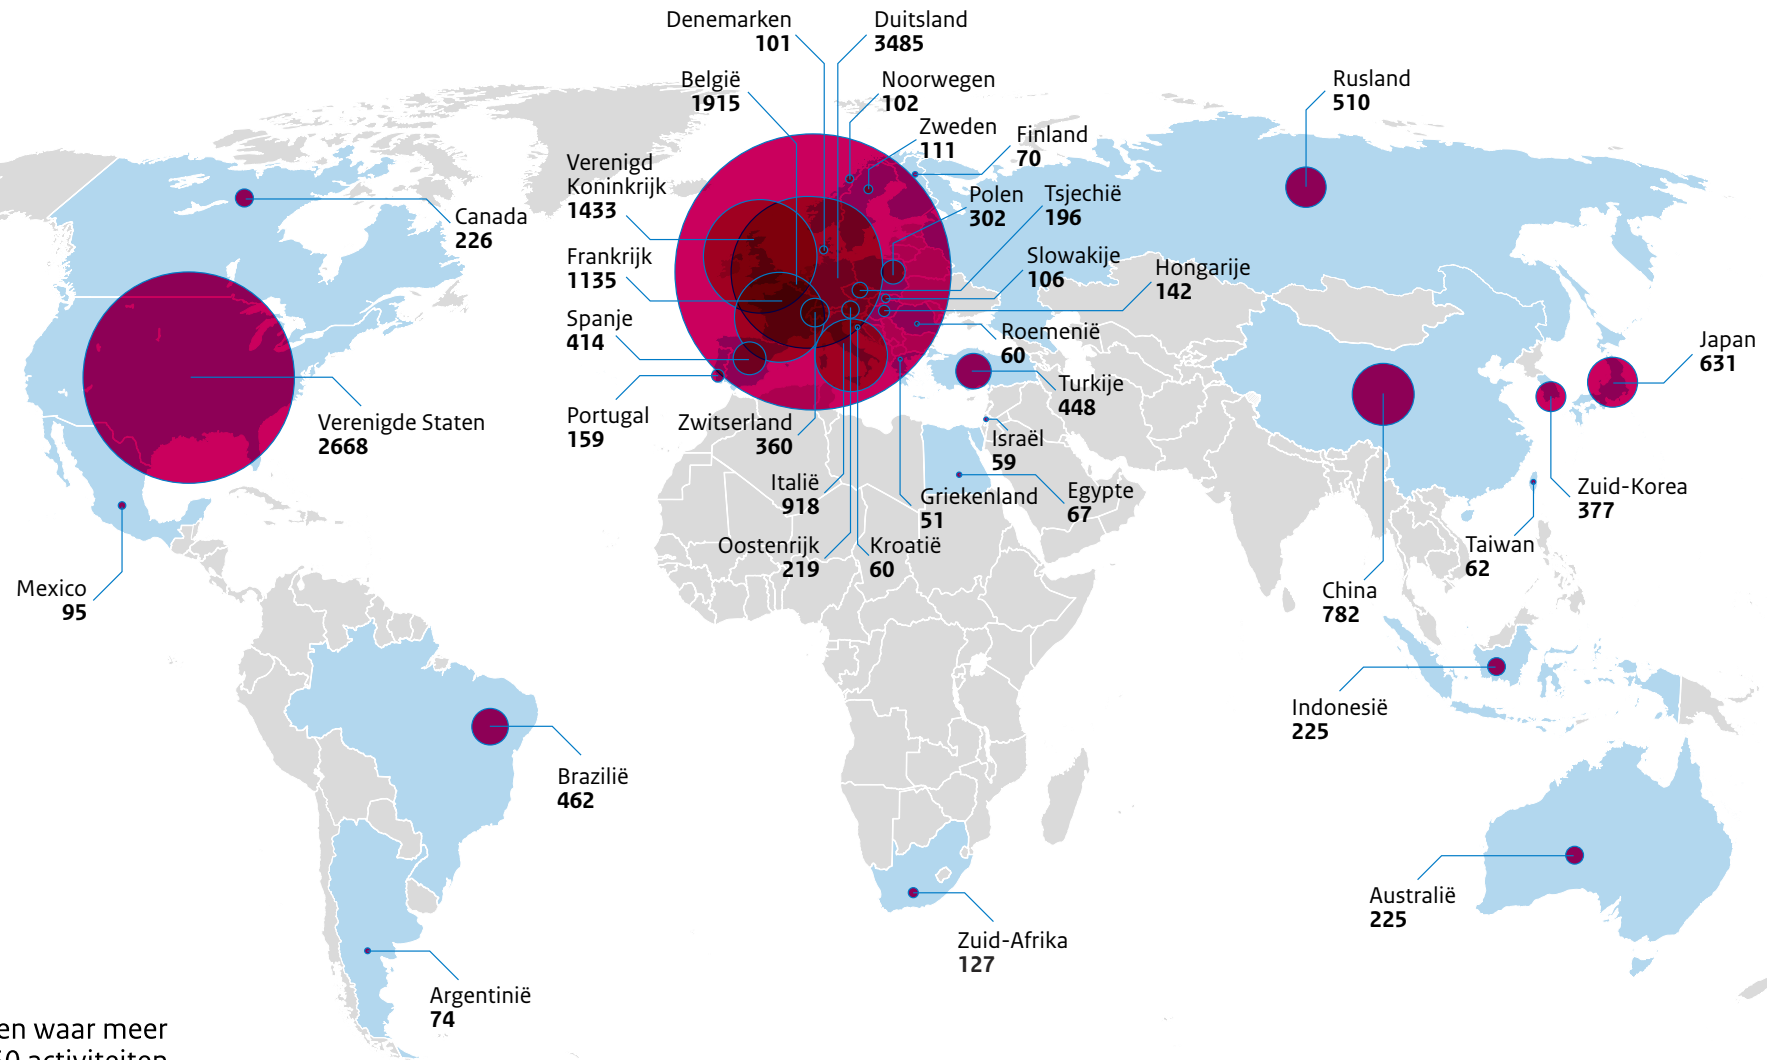 Denemarken
101
Duitsland
3485
België
1915
Noorwegen
102
Rusland
510
Zweden
111
Finland
70
Verenigd
Koninkrijk
1433
Polen
302
Tsjechië
196
Canada
226
Frankrijk
1135
Slowakije
106
Hongarije
142
Spanje
414
Roemenië
60
Japan
631
Turkije
448
Portugal
159
Verenigde Staten
2668
Zwitserland
360
Israël
59
Italië
918
Griekenland
51
Egypte
67
Zuid-Korea
377
Oostenrijk
219
Kroatië
60
Taiwan
62
Mexico
95
China
782
Indonesië
225
Brazilië
462
Australië
225
Zuid-Afrika
127
Argentinië
74
en waar meer
50 activiteiten